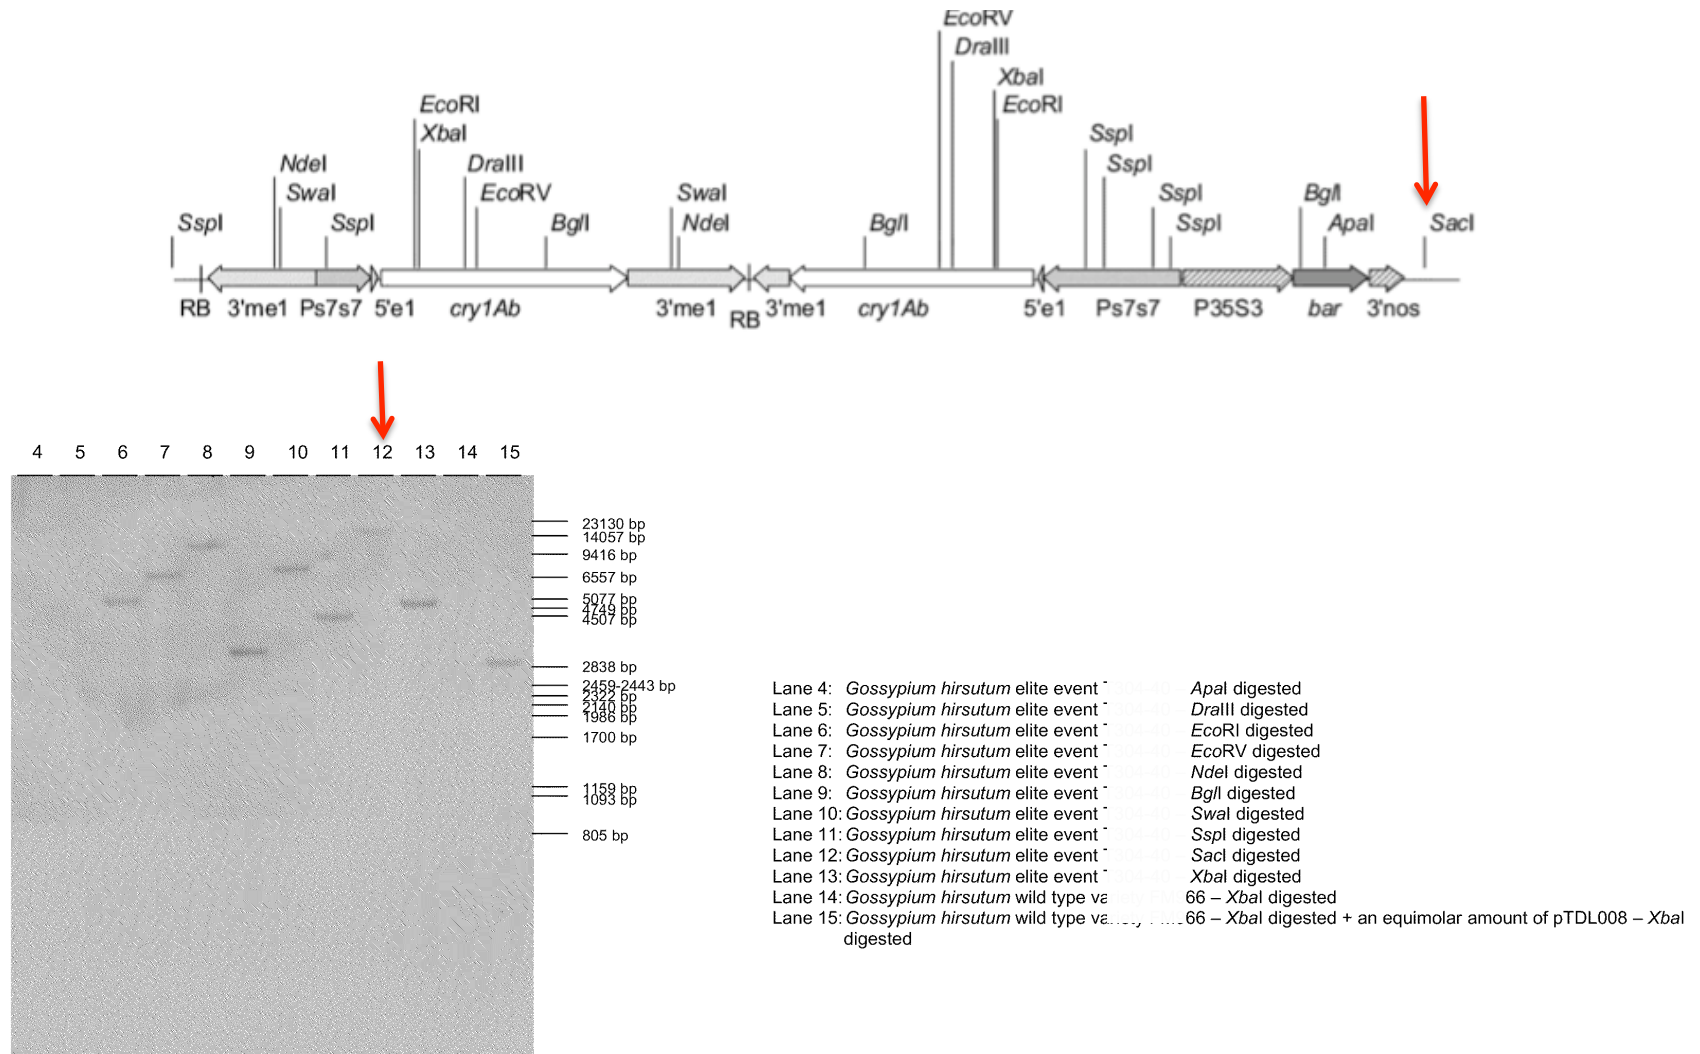 EcoRV
DraIII
XbaI
EcoRI
EcoRI
XbaI
SspI
NdeI
DraIII
SspI
SwaI
EcoRV
SwaI
SspI
BglI
SspI
SspI
BglI
NdeI
BglI
SspI
ApaI
SacI
RB 3'me1 Ps7s7 5'e1 cry1Ab 3'me1 RB 3'me1 cry1Ab 5'e1 Ps7s7 P35S3 bar 3'nos
4 5 6 7 8 9 10 11 12 13 14 15
23130 bp
14057 bp
9416 bp
6557 bp
5077 bp
4749 bp
4507 bp
2838 bp
2459-2443 bp
2322 bp
2140 bp
1986 bp
1700 bp
1159 bp
1093 bp
805 bp
Lane 4: Gossypium hirsutum elite event ApaI digested
Lane 5: Gossypium hirsutum elite event DraIII digested
Lane 6: Gossypium hirsutum elite event EcoRI digested
Lane 7: Gossypium hirsutum elite event EcoRV digested
Lane 8: Gossypium hirsutum elite event NdeI digested
Lane 9: Gossypium hirsutum elite event BglI digested
Lane 10: Gossypium hirsutum elite event SwaI digested
Lane 11: Gossypium hirsutum elite event SspI digested
Lane 12: Gossypium hirsutum elite event SacI digested
Lane 13: Gossypium hirsutum elite event XbaI digested
Lane 14: Gossypium hirsutum wild type 66 – XbaI digested
Lane 15: Gossypium hirsutum wild type 66 – XbaI digested + an equimolar amount of pTDL008 – XbaI
digested